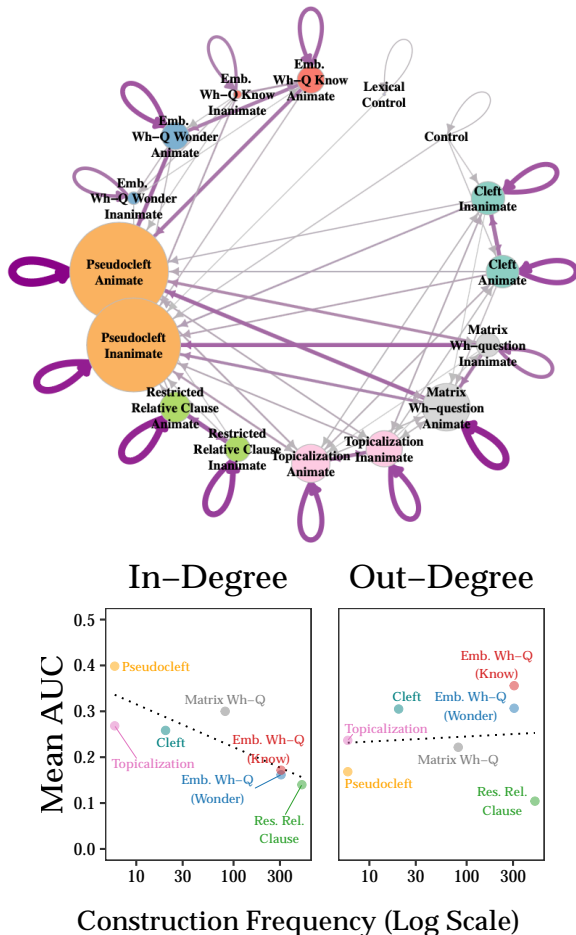 Emb.
Wh-Q Know
Animate
Emb.
Wh-Q Know
Inanimate
Lexical
Control
Control
Emb.
Wh-Q Wonder
Animate
Emb.
Wh-Q Wonder
Inanimate
Cleft
Inanimate
Pseudocleft
Animate
Cleft
Animate
Pseudocleft
Inanimate
Matrix
Wh-question
Inanimate
Matrix
Wh-question
Animate
Restricted
Relative Clause
Animate
Restricted
Relative Clause
Inanimate
Topicalization
Animate
Topicalization
Inanimate
In-Degree
Out-Degree
Mean AUC
0.5
0.4
0.3
0.2
0.1
0.0
Pseudocleft
Matrix Wh-Q
Cleft
Topicalization
Emb. Wh-Q
(Know)
Emb. Wh-Q
(Wonder)
Res. Rel.
Clause
10
30
100
300
Emb. Wh-Q
(Know)
Cleft
Emb. Wh-Q
(Wonder)
Topicalization
Matrix Wh-Q
Pseudocleft
Res. Rel.
Clause
10
30
100
300
Construction Frequency (Log Scale)